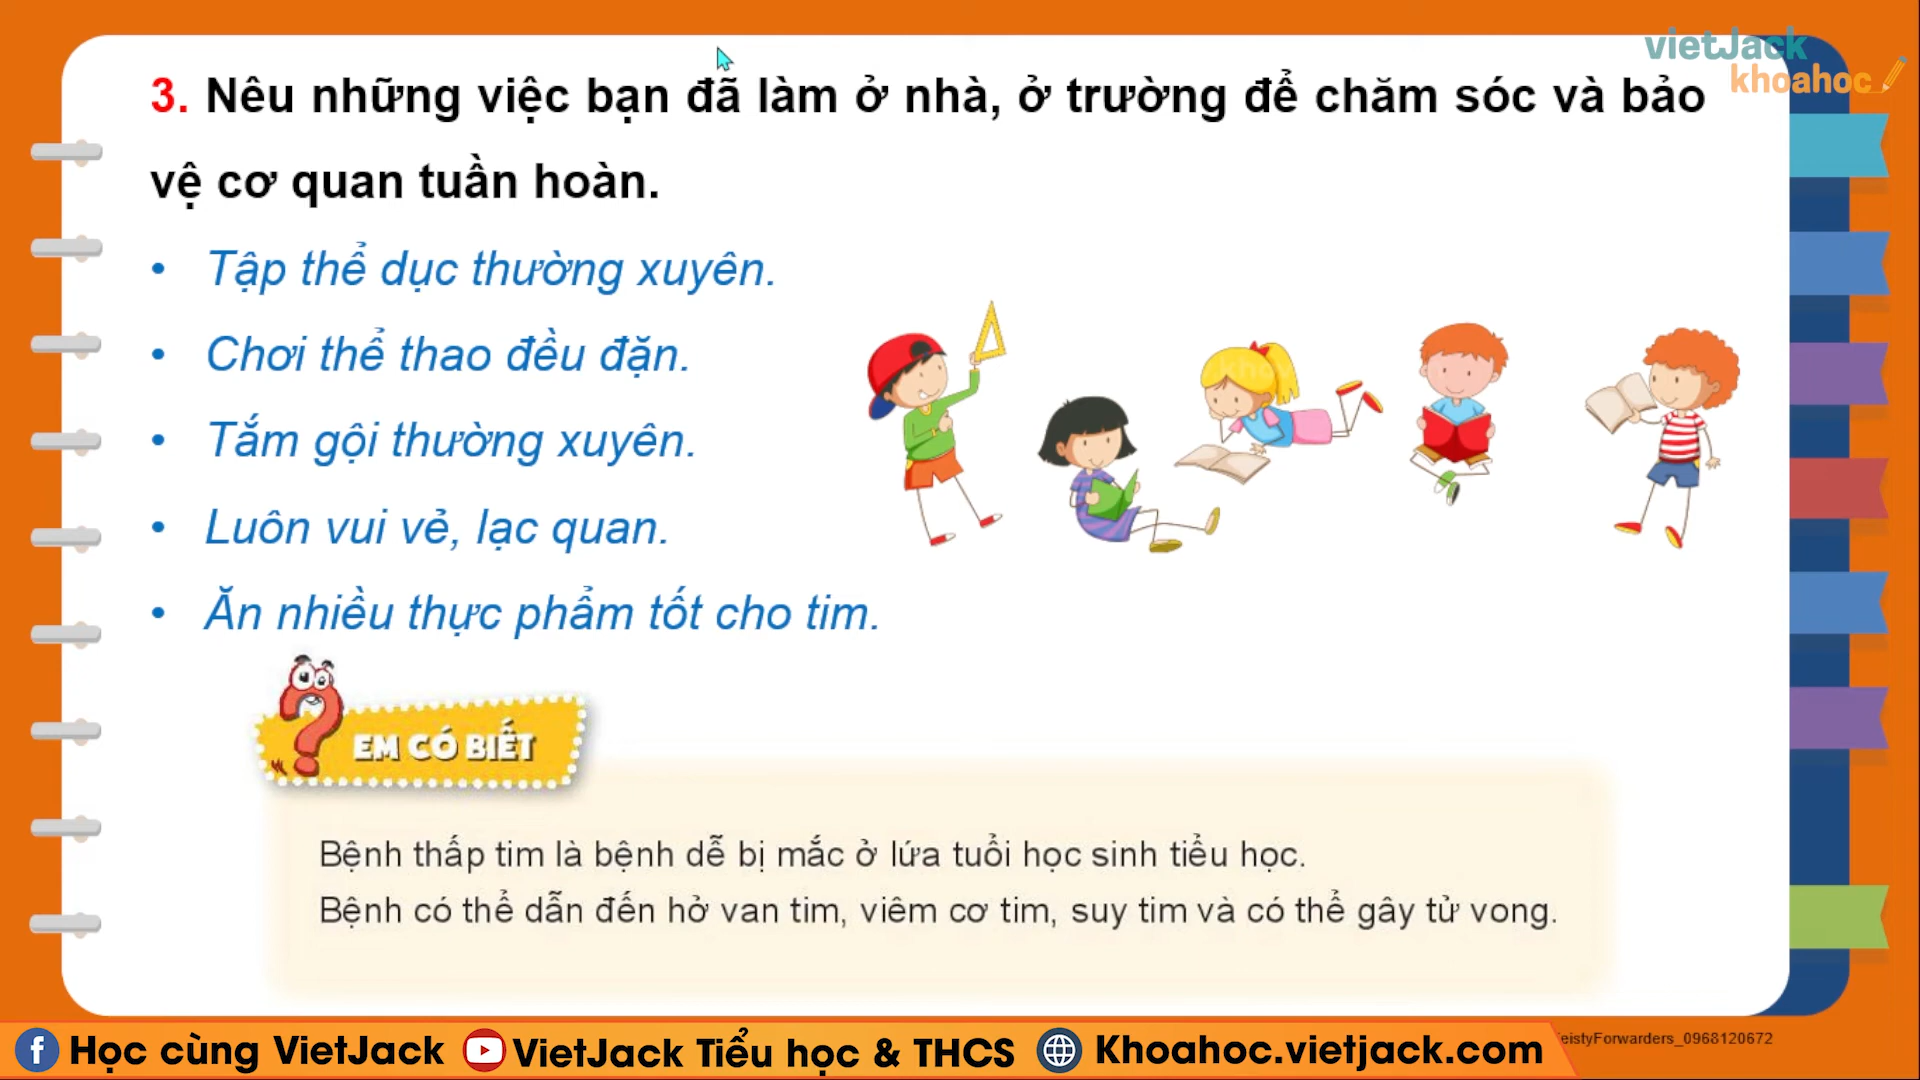 vietJack
khoahoc
3. Nêu những việc bạn đã làm ở nhà, ở trường để chăm sóc và bảo
vệ cơ quan tuần hoàn.
• Tập thể dục thường xuyên.
• Chơi thể thao đều đặn.
• Tắm gội thường xuyên.
• Luôn vui vẻ, lạc quan.
• Ăn nhiều thực phẩm tốt cho tim.
EM CÓ BIẾT
Bệnh thấp tim là bệnh dễ bị mắc ở lứa tuổi học sinh tiểu học.
Bệnh có thể dẫn đến hở van tim, viêm cơ tim, suy tim và có thể gây tử vong.
Học cùng VietJack VietJack Tiểu học & THCS Khoahoc.vietjack.com
eistyForwarders_0968120672